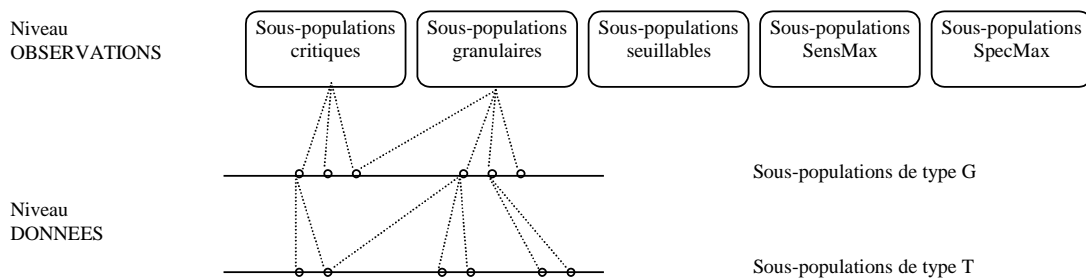 Niveau
OBSERVATIONS
Sous-populations
critiques
Sous-populations
granulaires
Sous-populations
seuillables
Sous-populations
SensMax
Sous-populations
SpecMax
Sous-populations de type G
Niveau
DONNEES
Sous-populations de type T